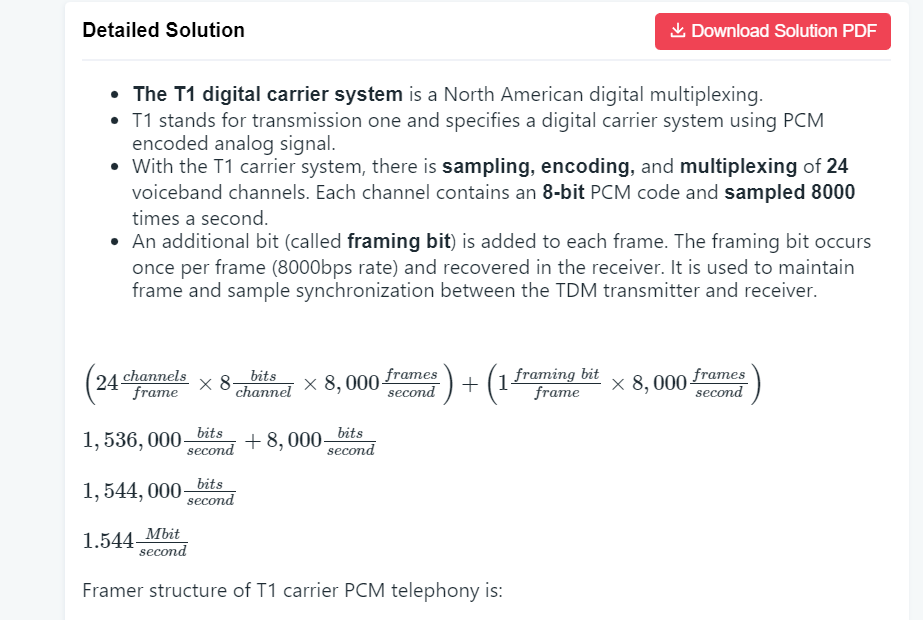 Detailed Solution
Download Solution PDF
• The T1 digital carrier system is a North American digital multiplexing.
• T1 stands for transmission one and specifies a digital carrier system using PCM
encoded analog signal.
• With the T1 carrier system, there is sampling, encoding, and multiplexing of 24
voiceband channels. Each channel contains an 8-bit PCM code and sampled 8000
times a second.
• An additional bit (called framing bit) is added to each frame. The framing bit occurs
once per frame (8000bps rate) and recovered in the receiver. It is used to maintain
frame and sample synchronization between the TDM transmitter and receiver.
(24 channels/frame × 8 bits/channel × 8,000 frames/second) + (1 framing bit/frame × 8,000 frames/second)
1,536,000 bits/second + 8,000 bits/second
1,544,000 bits/second
1.544 Mbit/second
Framer structure of T1 carrier PCM telephony is: